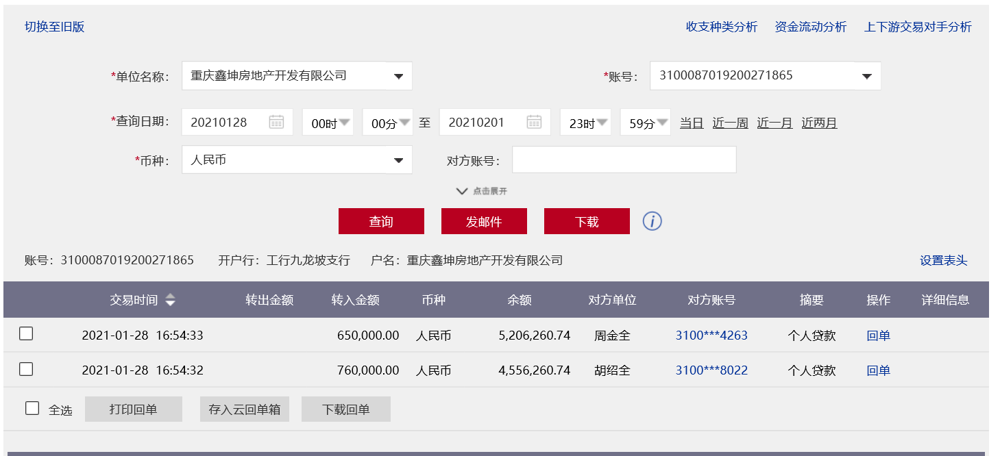 切换至旧版 收支种类分析 资金流动分析 上下游交易对手分析
*单位名称: 重庆鑫坤房地产开发有限公司 *账号: 3100087019200271865
*查询日期: 20210128 00时 00分 至 20210201 23时 59分 当日 近一周 近一月 近两月
*币种: 人民币 对方账号:
点击展开
查询 发邮件 下载 i
账号: 3100087019200271865 开户行: 工行九龙坡支行 户名: 重庆鑫坤房地产开发有限公司 设置表头
交易时间 转出金额 转入金额 币种 余额 对方单位 对方账号 摘要 操作 详细信息
2021-01-28 16:54:33 650,000.00 人民币 5,206,260.74 周金全 3100***4263 个人贷款 回单
2021-01-28 16:54:32 760,000.00 人民币 4,556,260.74 胡绍全 3100***8022 个人贷款 回单
全选 打印回单 存入云回单箱 下载回单